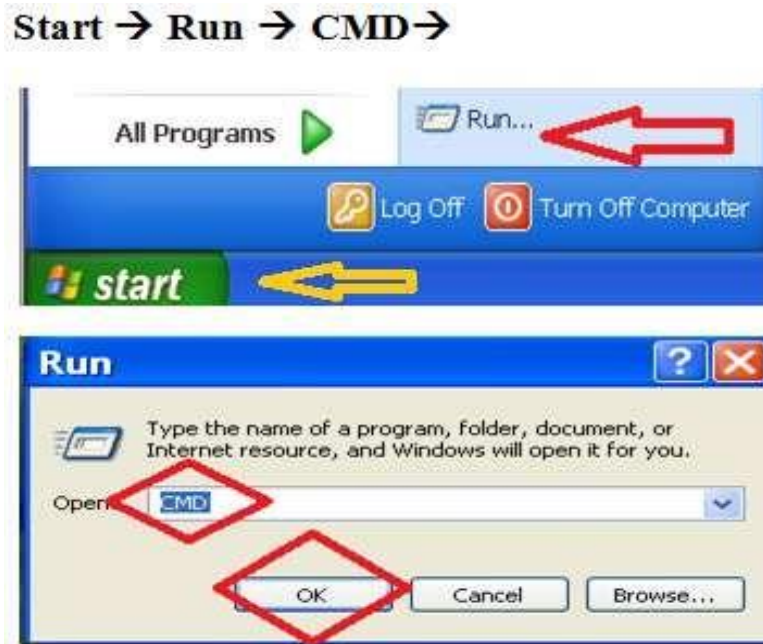 Start → Run → CMD→
All Programs
Run...
Log Off
Turn Off Computer
start
Run
Type the name of a program, folder, document, or
Internet resource, and Windows will open it for you.
Open
CMD
OK
Cancel
Browse...